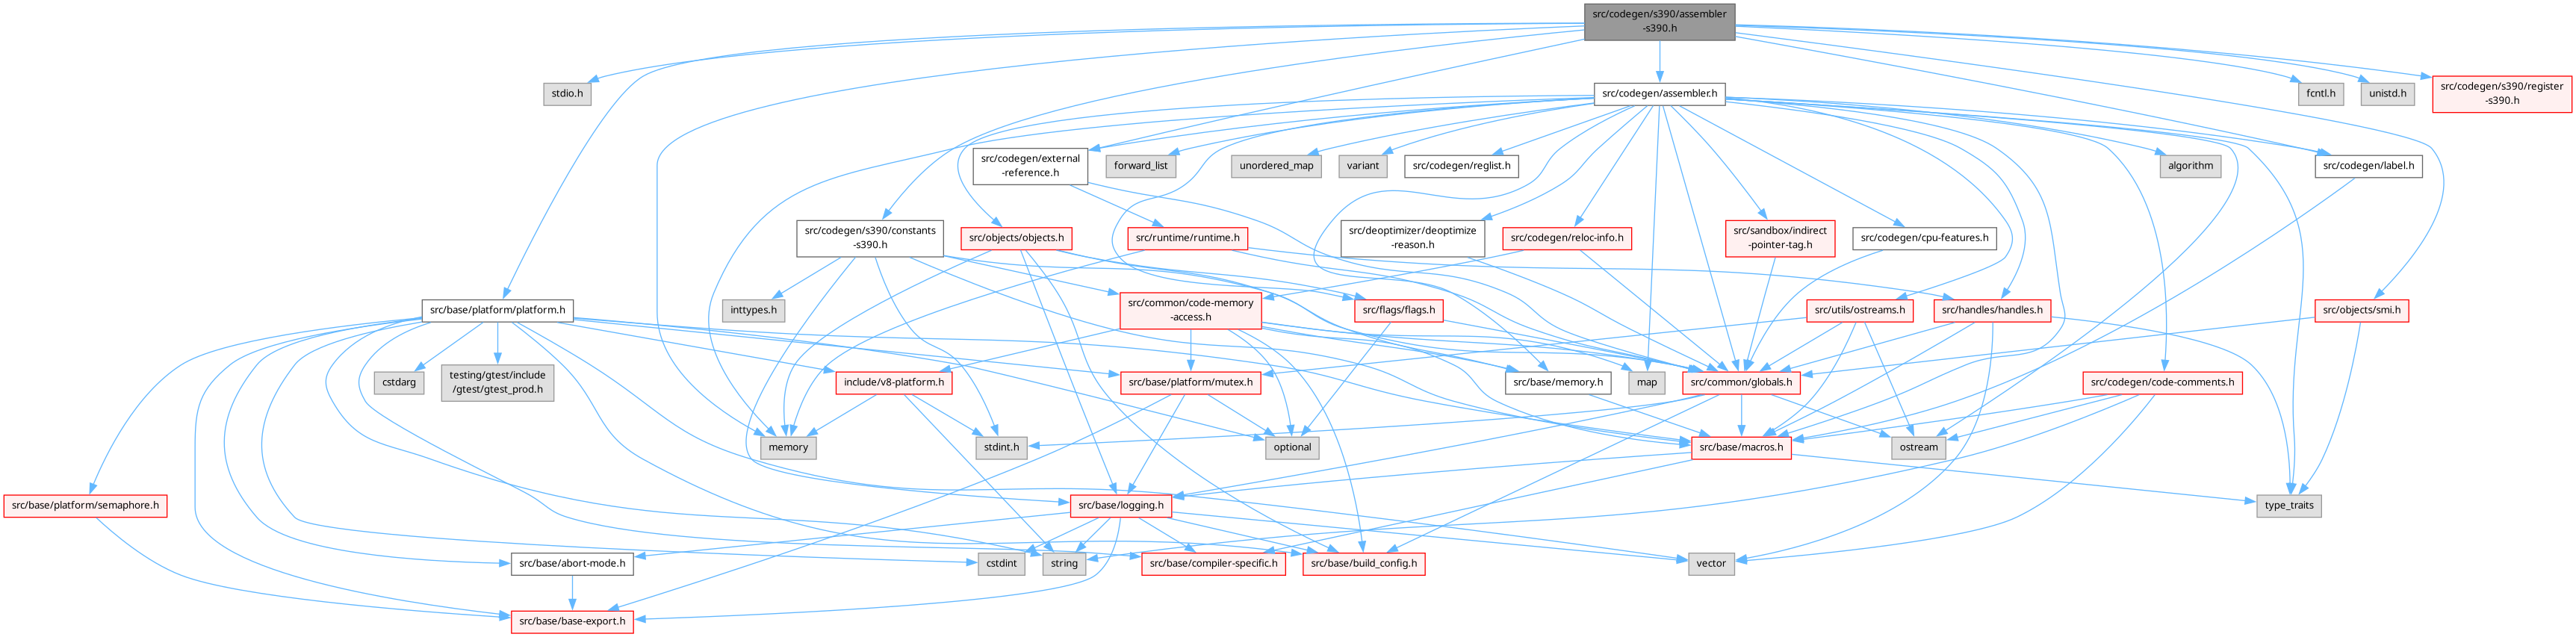 src/codegen/s390/assembler
-s390.h
stdio.h
src/codegen/assembler.h
fcntl.h
unistd.h
src/codegen/s390/register
-s390.h
src/codegen/external
-reference.h
forward_list
unordered_map
variant
src/codegen/reglist.h
algorithm
src/codegen/label.h
src/codegen/s390/constants
-s390.h
src/objects/objects.h
src/runtime/runtime.h
src/deoptimizer/deoptimize
-reason.h
src/codegen/reloc-info.h
src/sandbox/indirect
-pointer-tag.h
src/codegen/cpu-features.h
src/base/platform/platform.h
inttypes.h
src/common/code-memory
-access.h
src/flags/flags.h
src/utils/ostreams.h
src/handles/handles.h
src/objects/smi.h
cstdarg
testing/gtest/include
/gtest/gtest_prod.h
include/v8-platform.h
src/base/platform/mutex.h
src/base/memory.h
map
src/common/globals.h
src/codegen/code-comments.h
memory
stdint.h
optional
src/base/macros.h
ostream
src/base/platform/semaphore.h
src/base/logging.h
type_traits
src/base/abort-mode.h
cstdint
string
src/base/compiler-specific.h
src/base/build_config.h
vector
src/base/base-export.h